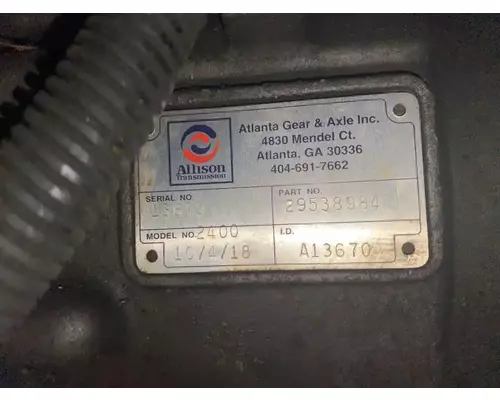 Atlanta Gear & Axle Inc.
4830 Mendel Ct.
Atlanta, GA 30336
404-691-7662
Allison
Transmission
SERIAL NO.
PART NO.
29538984
MODEL NO. 2400
I.D.
10/4/18
A13670